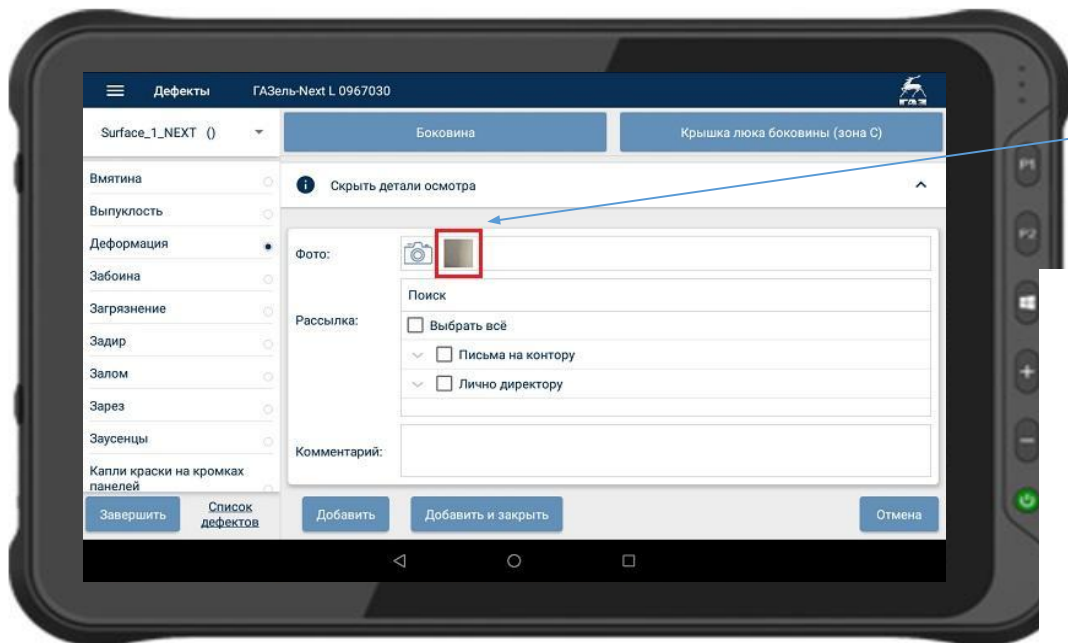 Дефекты
ГАЗель-Next L 0967030
ГАЗ
Surface_1_NEXT ()
Боковина
Крышка люка боковины (зона С)
Вмятина
Выпуклость
Деформация
Забоина
Загрязнение
Задир
Залом
Зарез
Заусенцы
Капли краски на кромках
панелей
Скрыть детали осмотра
Фото:
Поиск
Рассылка:
Выбрать всё
Письма на контору
Лично директору
Комментарий:
Завершить
Список
дефектов
Добавить
Добавить и закрыть
Отмена
P1
P2